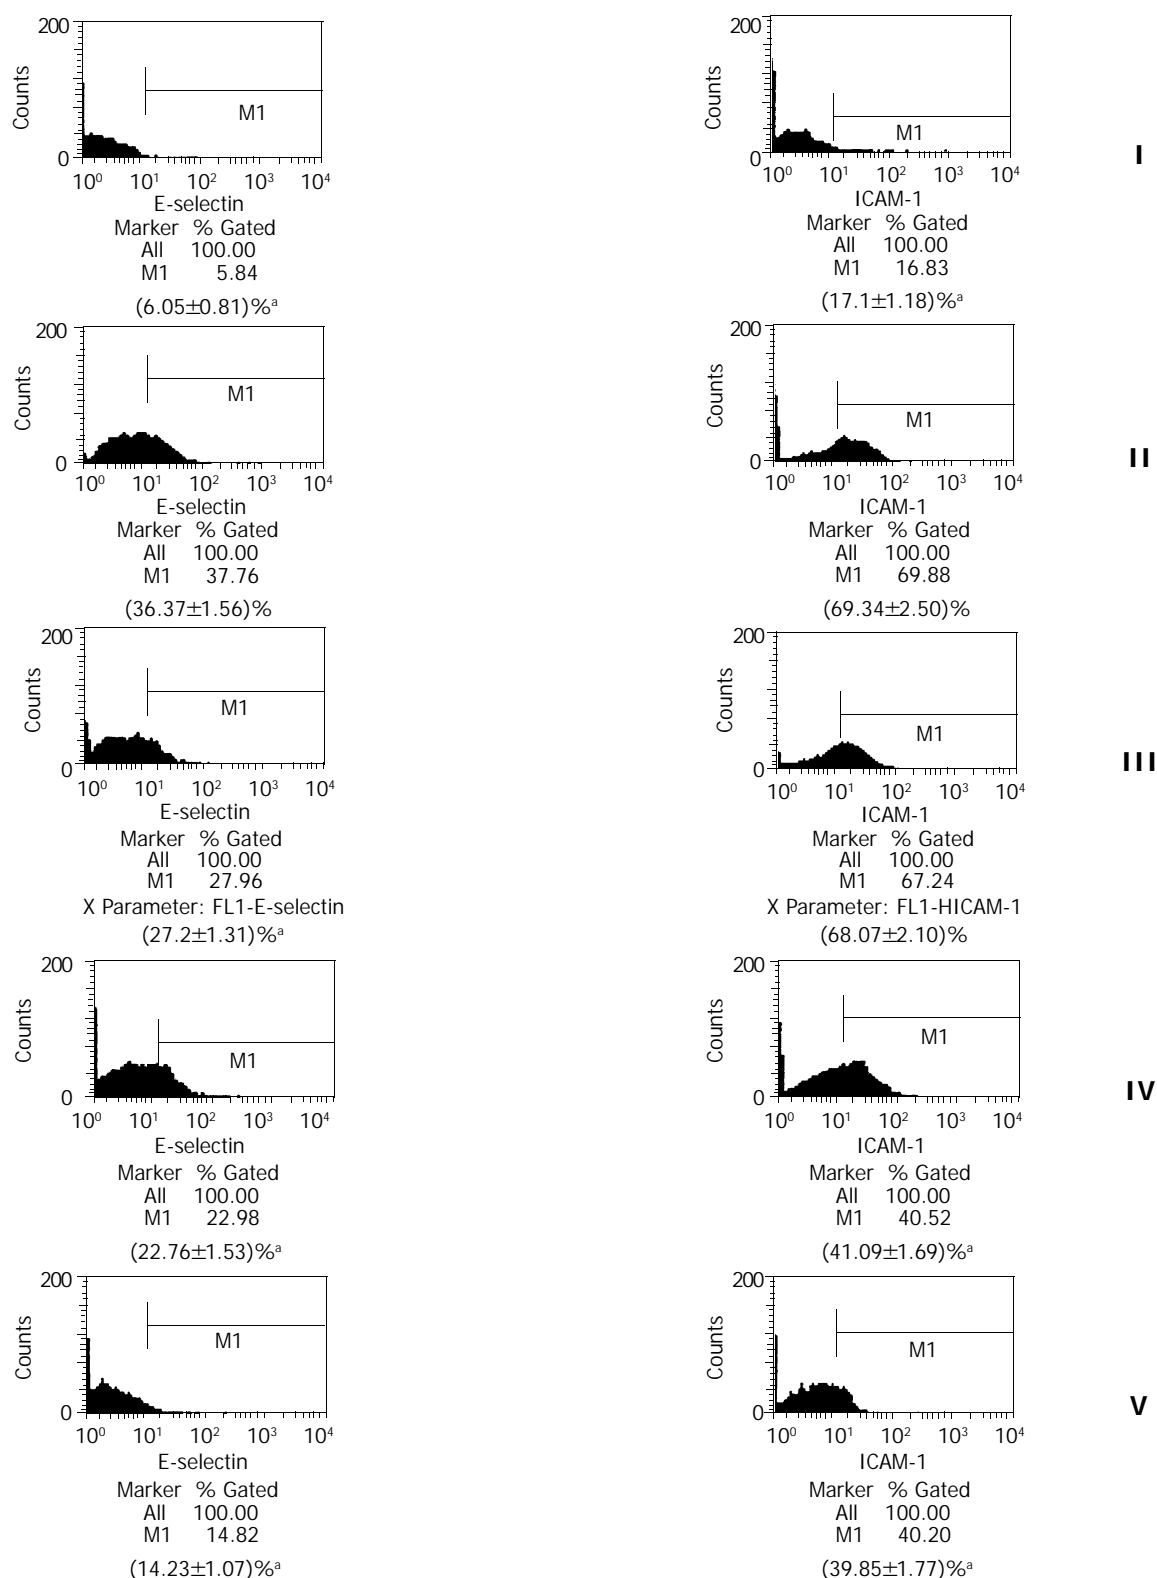 200
Counts
M1
0
10⁰ 10¹ 10² 10³ 10⁴
E-selectin
Marker % Gated
All 100.00
M1 5.84
(6.05±0.81)%ᵃ
200
Counts
M1
0
10⁰ 10¹ 10² 10³ 10⁴
ICAM-1
Marker % Gated
All 100.00
M1 16.83
(17.1±1.18)%ᵃ
I
200
Counts
M1
0
10⁰ 10¹ 10² 10³ 10⁴
E-selectin
Marker % Gated
All 100.00
M1 37.76
(36.37±1.56)%
200
Counts
M1
0
10⁰ 10¹ 10² 10³ 10⁴
ICAM-1
Marker % Gated
All 100.00
M1 69.88
(69.34±2.50)%
II
200
Counts
M1
0
10⁰ 10¹ 10² 10³ 10⁴
E-selectin
Marker % Gated
All 100.00
M1 27.96
X Parameter: FL1-E-selectin
(27.2±1.31)%ᵃ
200
Counts
M1
0
10⁰ 10¹ 10² 10³ 10⁴
ICAM-1
Marker % Gated
All 100.00
M1 67.24
X Parameter: FL1-HICAM-1
(68.07±2.10)%
III
200
Counts
M1
0
10⁰ 10¹ 10² 10³ 10⁴
E-selectin
Marker % Gated
All 100.00
M1 22.98
(22.76±1.53)%ᵃ
200
Counts
M1
0
10⁰ 10¹ 10² 10³ 10⁴
ICAM-1
Marker % Gated
All 100.00
M1 40.52
(41.09±1.69)%ᵃ
IV
200
Counts
M1
0
10⁰ 10¹ 10² 10³ 10⁴
E-selectin
Marker % Gated
All 100.00
M1 14.82
(14.23±1.07)%ᵃ
200
Counts
M1
0
10⁰ 10¹ 10² 10³ 10⁴
ICAM-1
Marker % Gated
All 100.00
M1 40.20
(39.85±1.77)%ᵃ
V